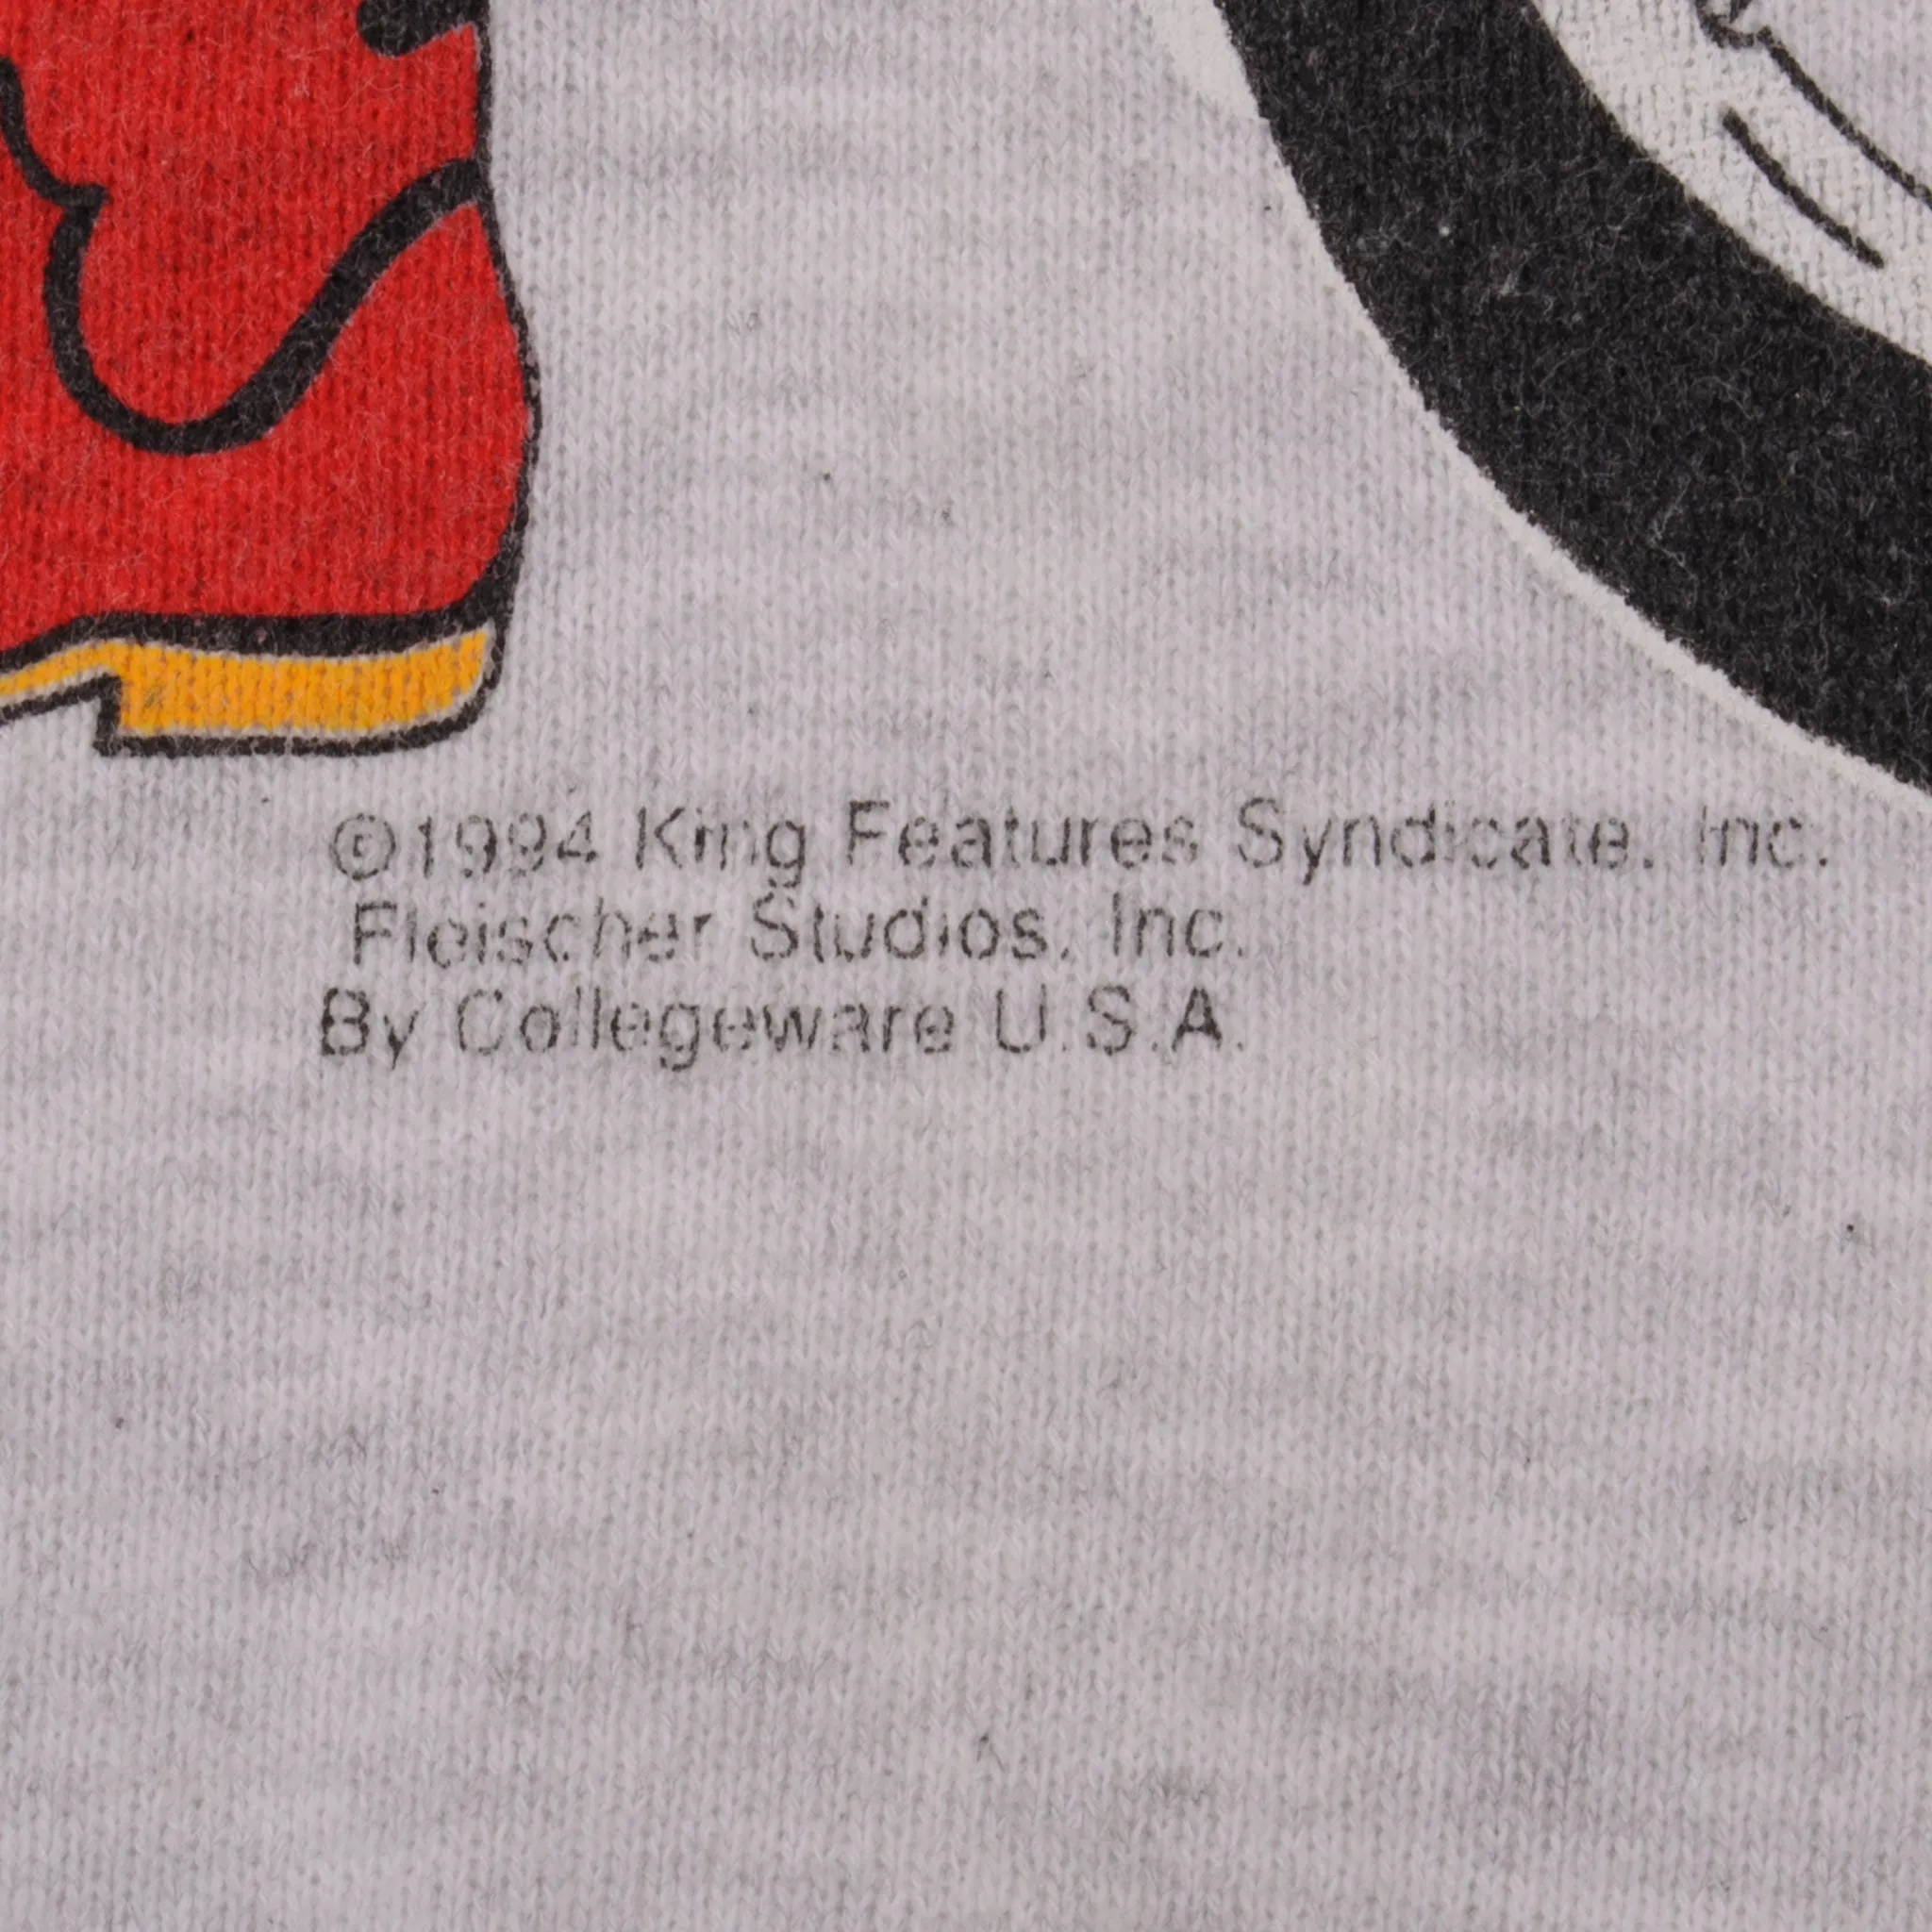 ©1994 King Features Syndicate, Inc.
Fleischer Studios, Inc.
By Collegeware U.S.A.